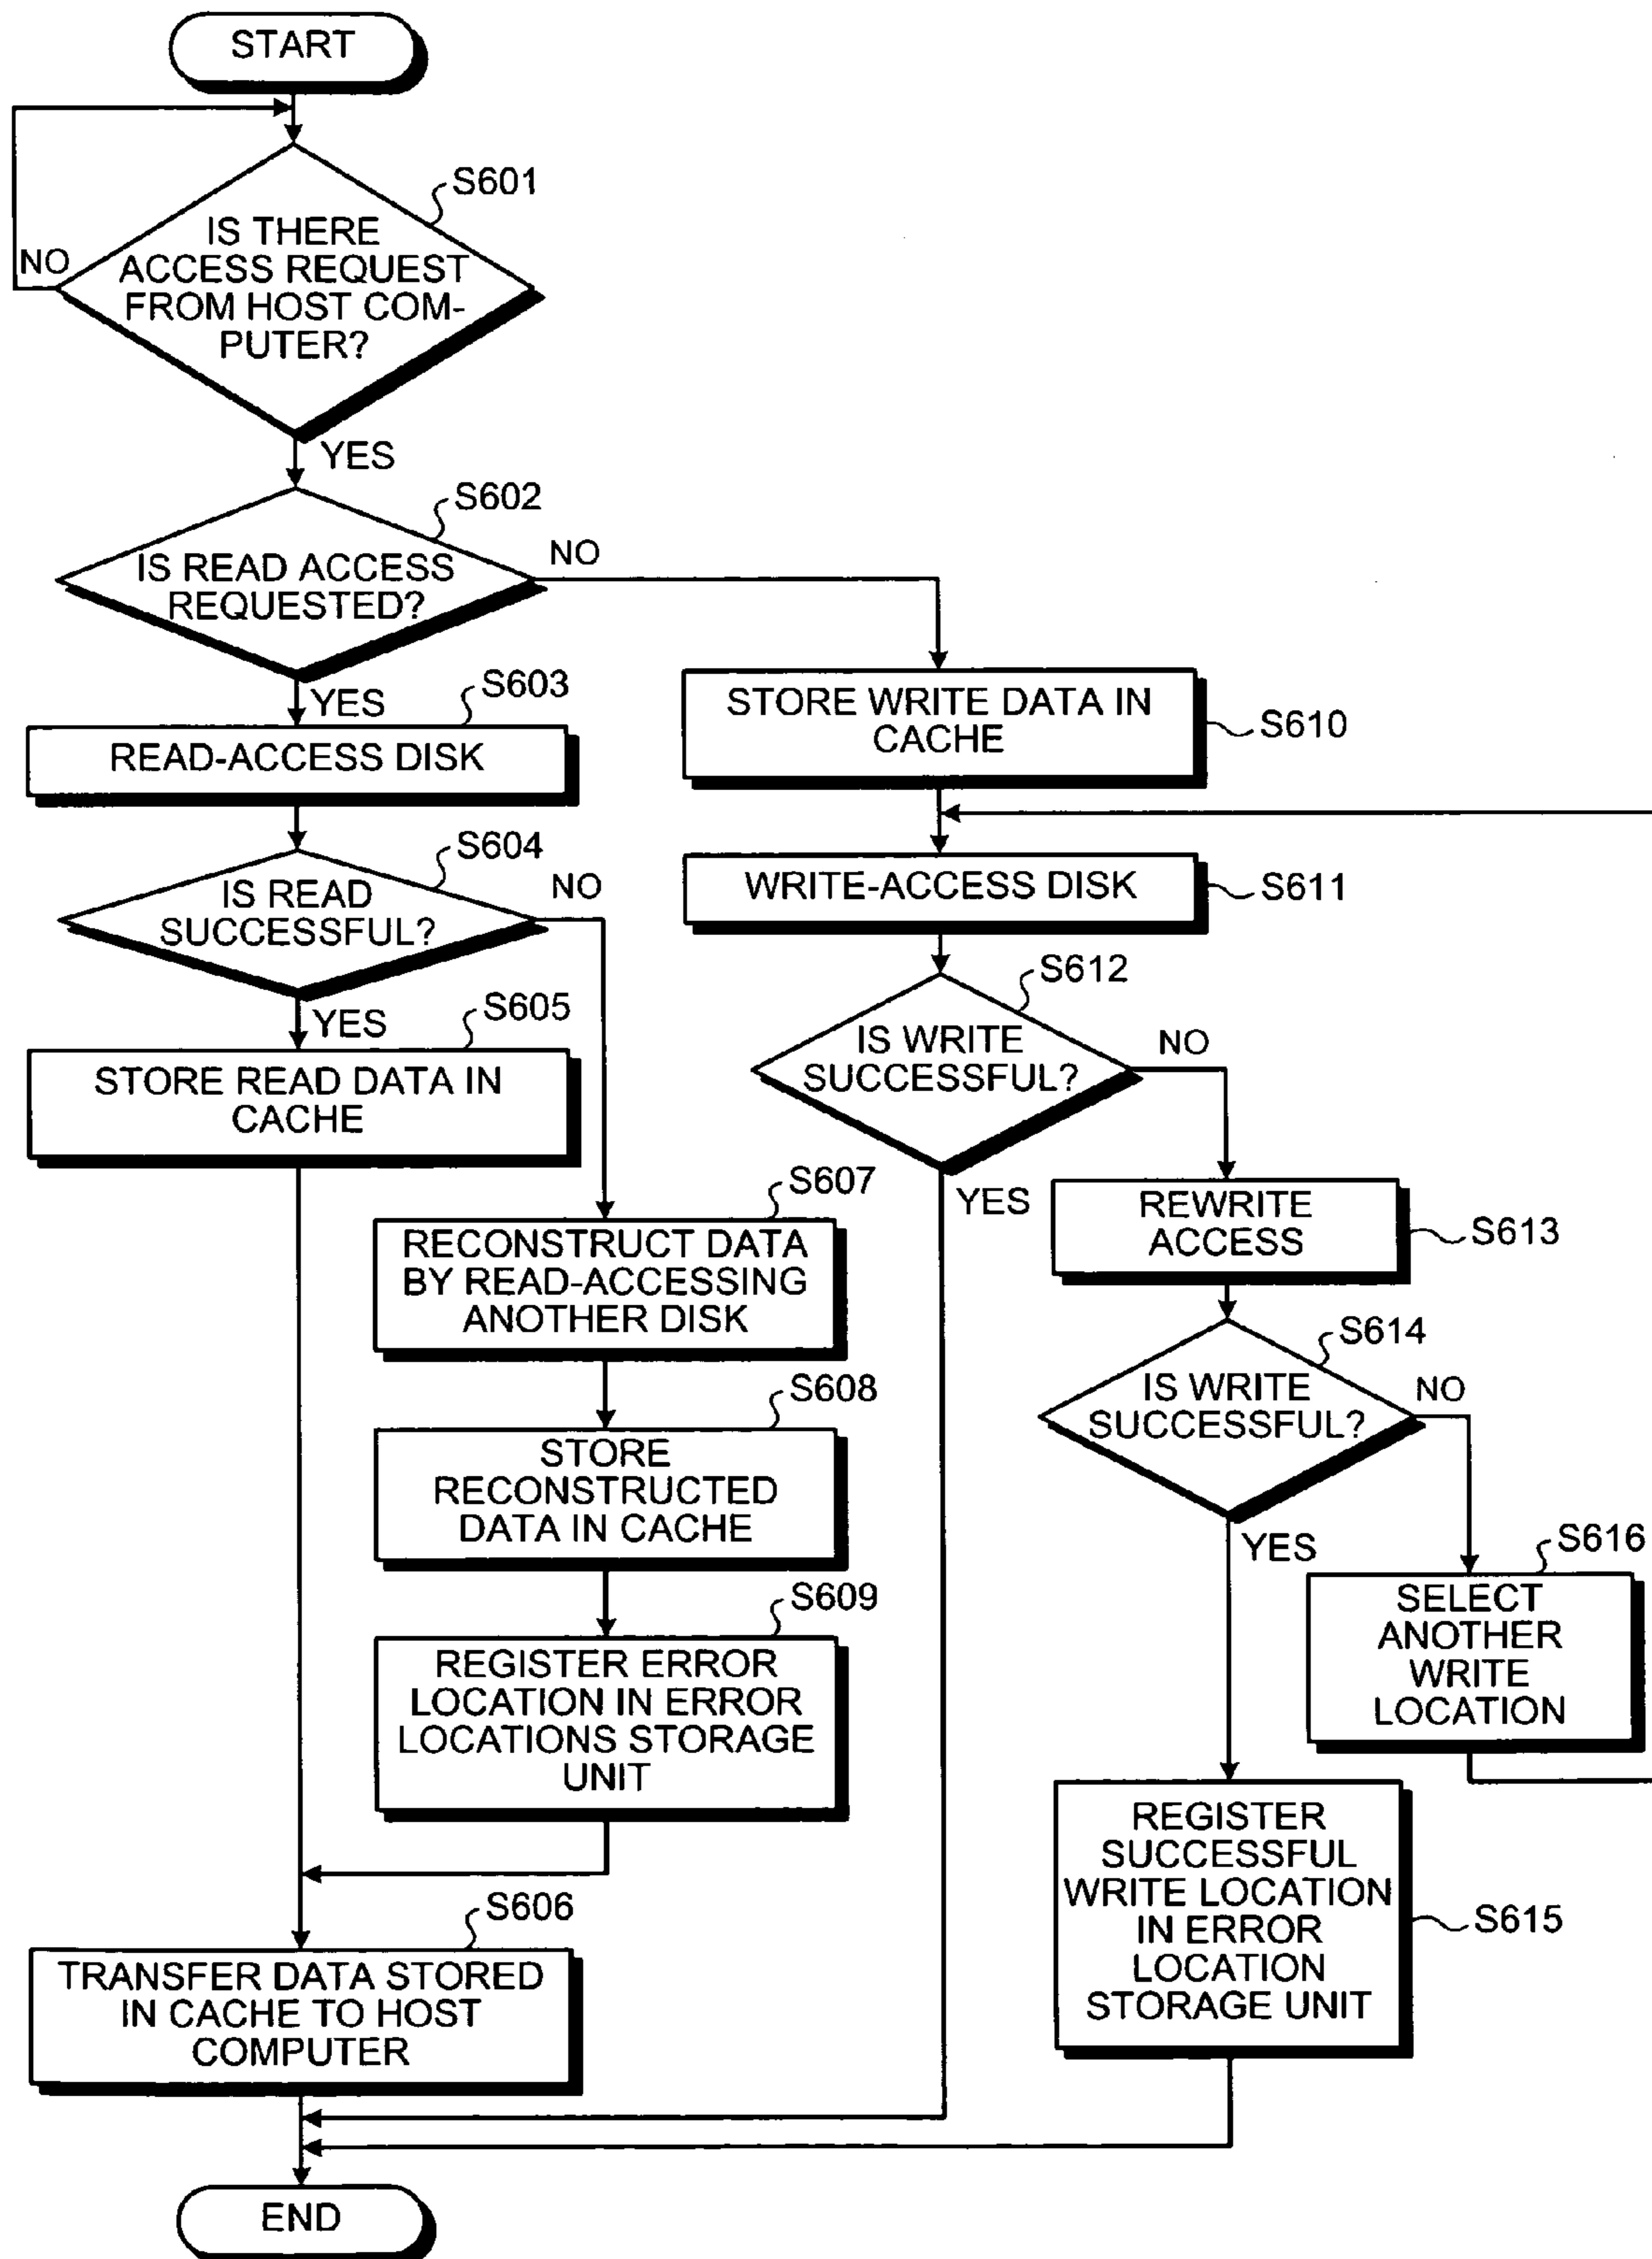 START
S601
IS THERE
ACCESS REQUEST
FROM HOST COM-
PUTER?
NO
YES
S602
IS READ ACCESS
REQUESTED?
NO
YES
S603
READ-ACCESS DISK
S604
IS READ
SUCCESSFUL?
NO
YES
S605
STORE READ DATA IN
CACHE
S607
RECONSTRUCT DATA
BY READ-ACCESSING
ANOTHER DISK
S608
STORE
RECONSTRUCTED
DATA IN CACHE
S609
REGISTER ERROR
LOCATION IN ERROR
LOCATIONS STORAGE
UNIT
S606
TRANSFER DATA STORED
IN CACHE TO HOST
COMPUTER
STORE WRITE DATA IN
CACHE
S610
WRITE-ACCESS DISK
S611
S612
IS WRITE
SUCCESSFUL?
NO
YES
REWRITE
ACCESS
S613
S614
IS WRITE
SUCCESSFUL?
NO
YES
S616
SELECT
ANOTHER
WRITE
LOCATION
REGISTER
SUCCESSFUL
WRITE LOCATION
IN ERROR
LOCATION
STORAGE UNIT
S615
END